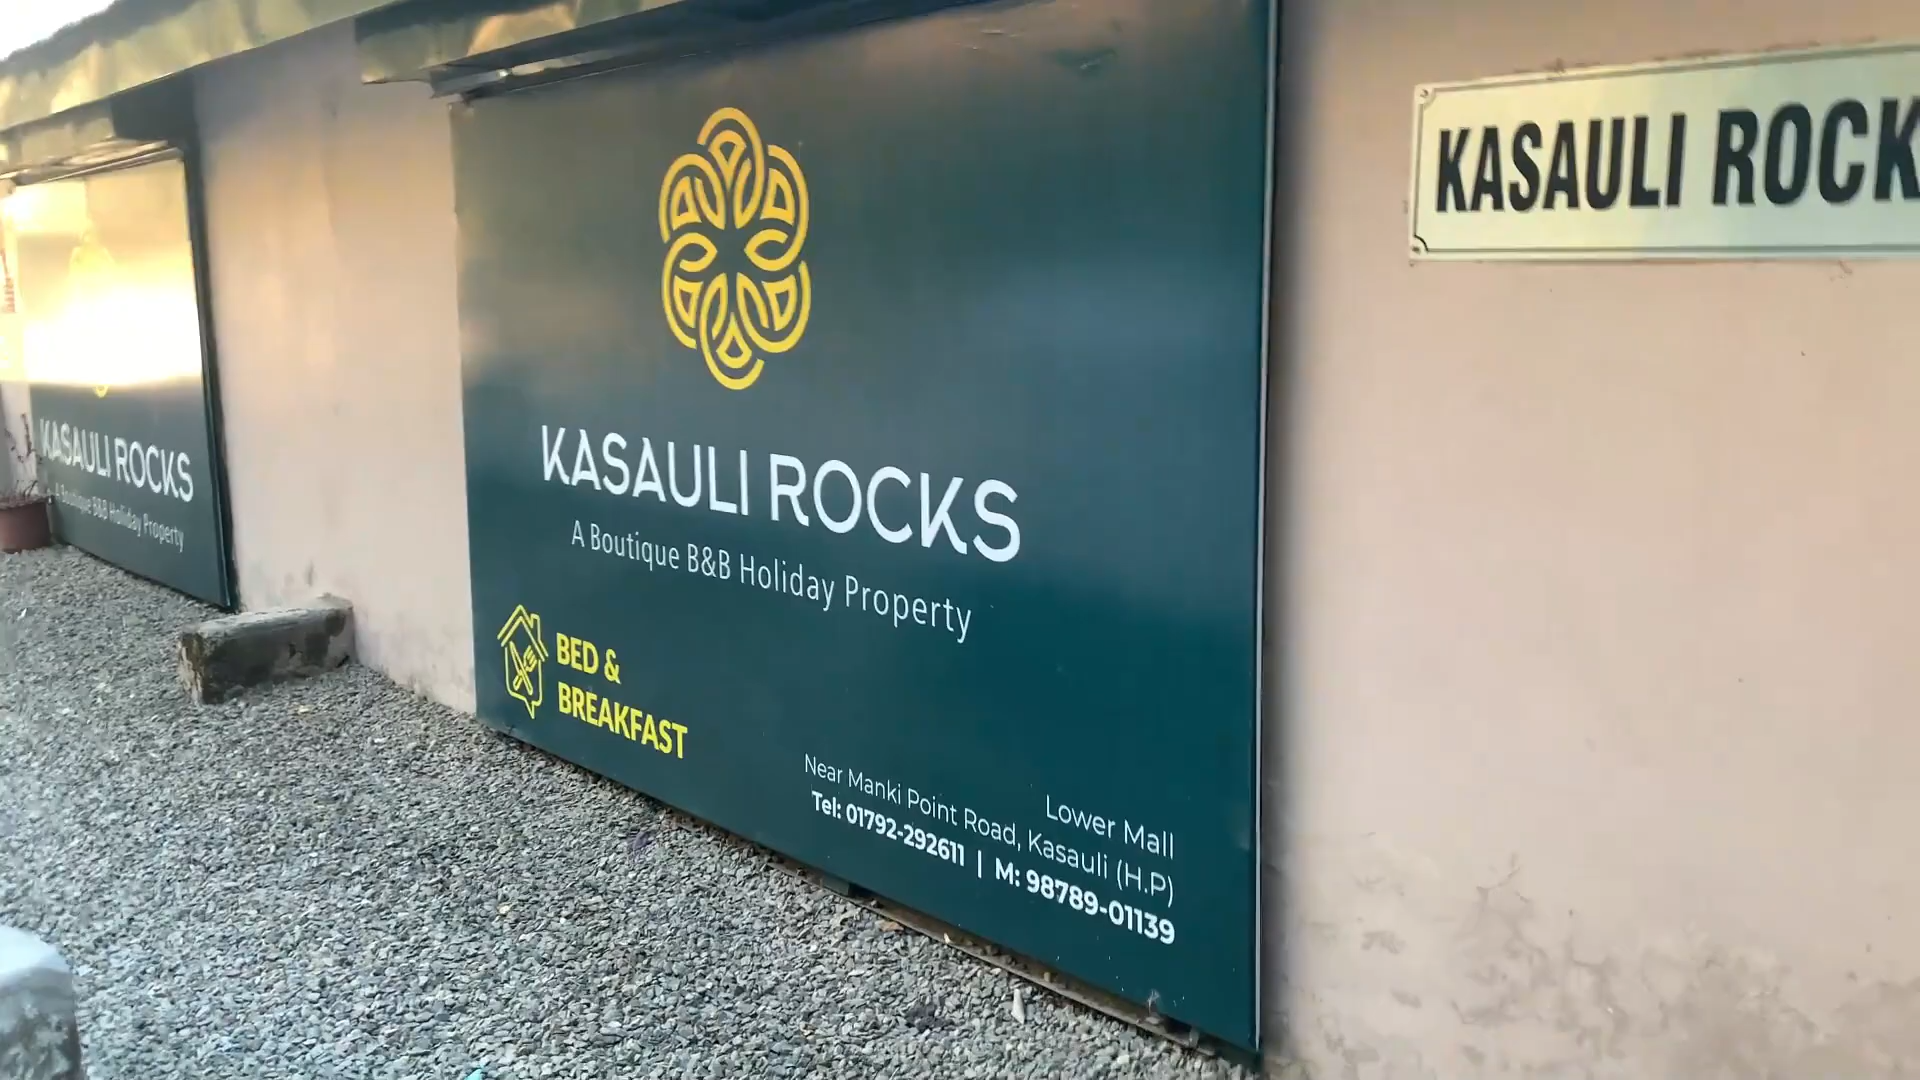 KASAULI ROCKS
A Boutique B&B Holiday Property
KASAULI ROCKS
A Boutique B&B Holiday Property
BED &
BREAKFAST
Lower Mall
Near Manki Point Road, Kasauli (H.P)
Tel: 01792-292611 | M: 98789-01139
KASAULI ROCK